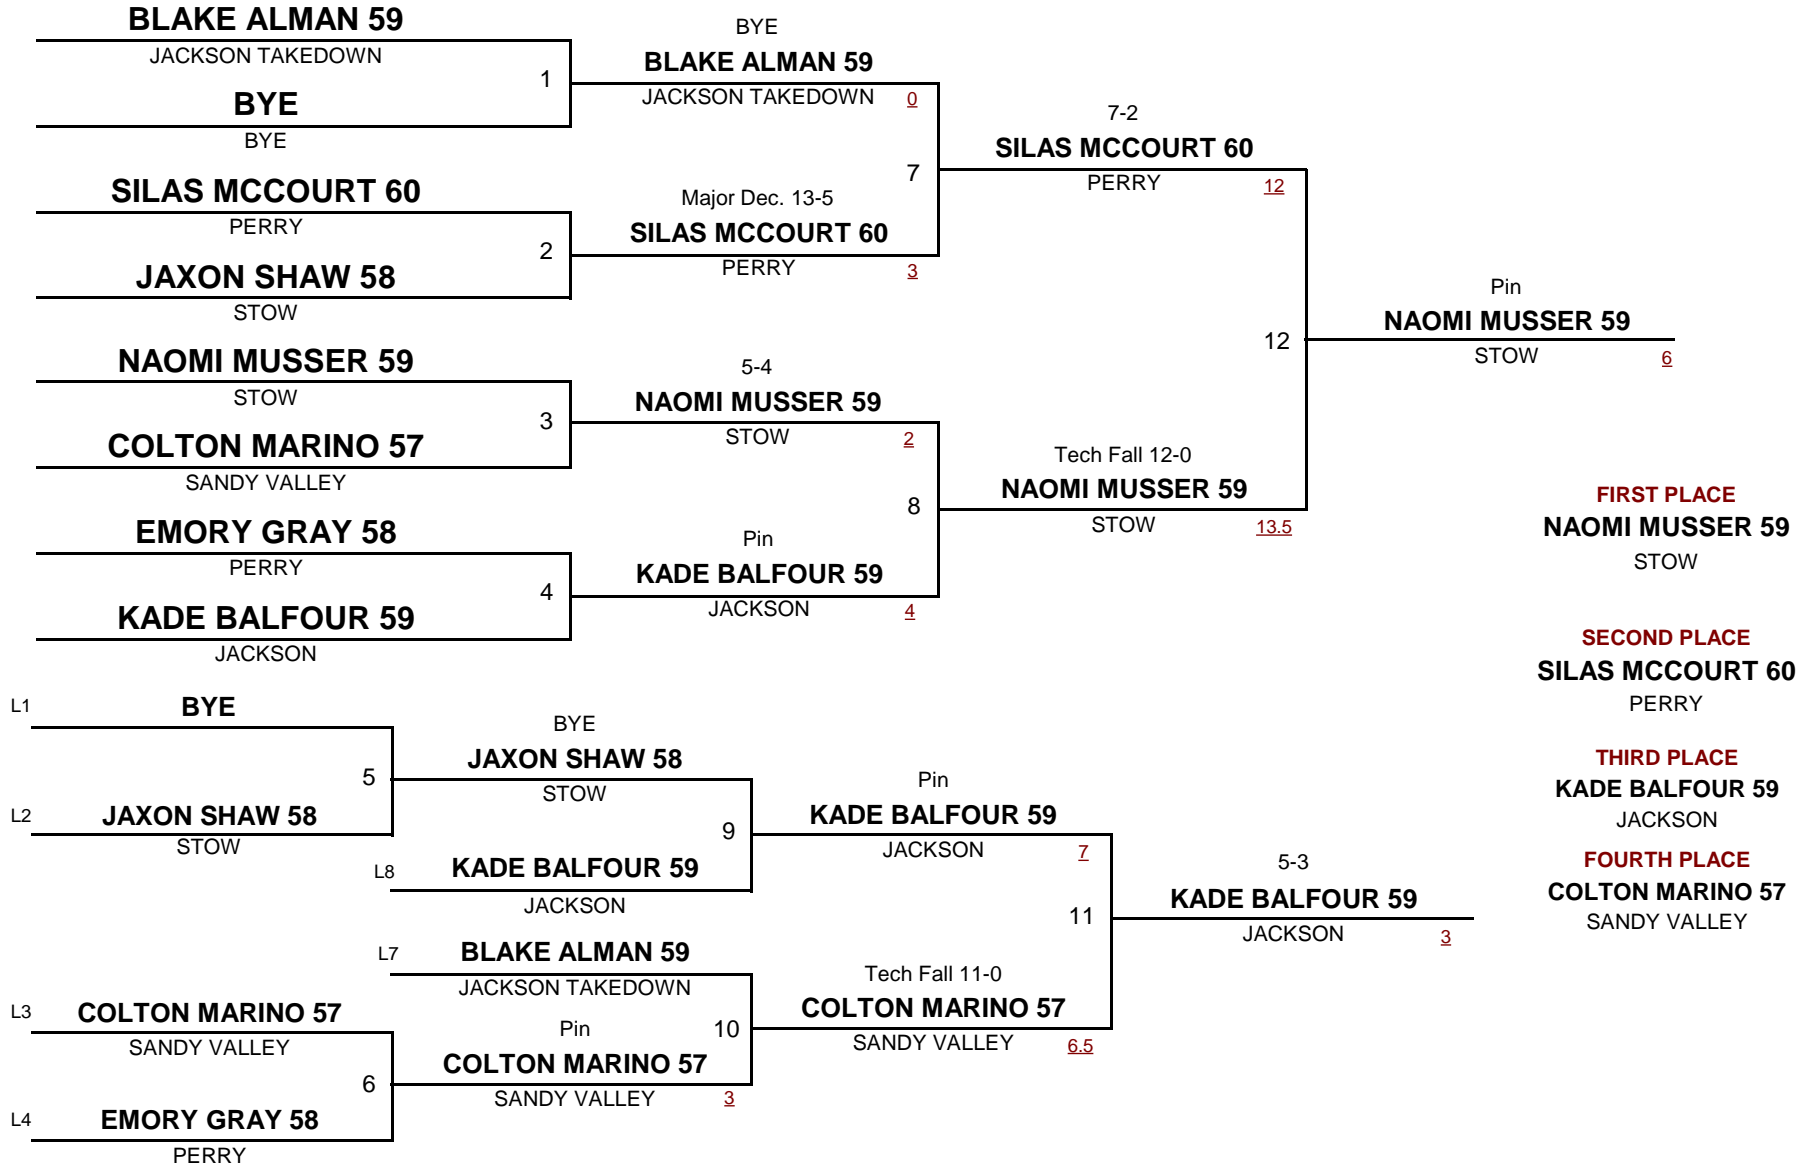 BLAKE ALMAN 59
JACKSON TAKEDOWN
1
BYE
BYE
SILAS MCCOURT 60
PERRY
2
JAXON SHAW 58
STOW
NAOMI MUSSER 59
STOW
3
COLTON MARINO 57
SANDY VALLEY
EMORY GRAY 58
PERRY
4
KADE BALFOUR 59
JACKSON
BYE
BLAKE ALMAN 59
JACKSON TAKEDOWN 0
7
Major Dec. 13-5
SILAS MCCOURT 60
PERRY 3
5-4
NAOMI MUSSER 59
STOW 2
8
Pin
KADE BALFOUR 59
JACKSON 4
7-2
SILAS MCCOURT 60
PERRY 12
12
Tech Fall 12-0
NAOMI MUSSER 59
STOW 13.5
Pin
NAOMI MUSSER 59
STOW 6
FIRST PLACE
NAOMI MUSSER 59
STOW
SECOND PLACE
SILAS MCCOURT 60
PERRY
THIRD PLACE
KADE BALFOUR 59
JACKSON
FOURTH PLACE
COLTON MARINO 57
SANDY VALLEY
L1 BYE
5
L2 JAXON SHAW 58
STOW
L3 COLTON MARINO 57
SANDY VALLEY
6
L4 EMORY GRAY 58
PERRY
BYE
JAXON SHAW 58
STOW
9
L8 KADE BALFOUR 59
JACKSON
L7 BLAKE ALMAN 59
JACKSON TAKEDOWN
10
Pin
COLTON MARINO 57
SANDY VALLEY 3
Pin
KADE BALFOUR 59
JACKSON 7
11
Tech Fall 11-0
COLTON MARINO 57
SANDY VALLEY 6.5
5-3
KADE BALFOUR 59
JACKSON 3